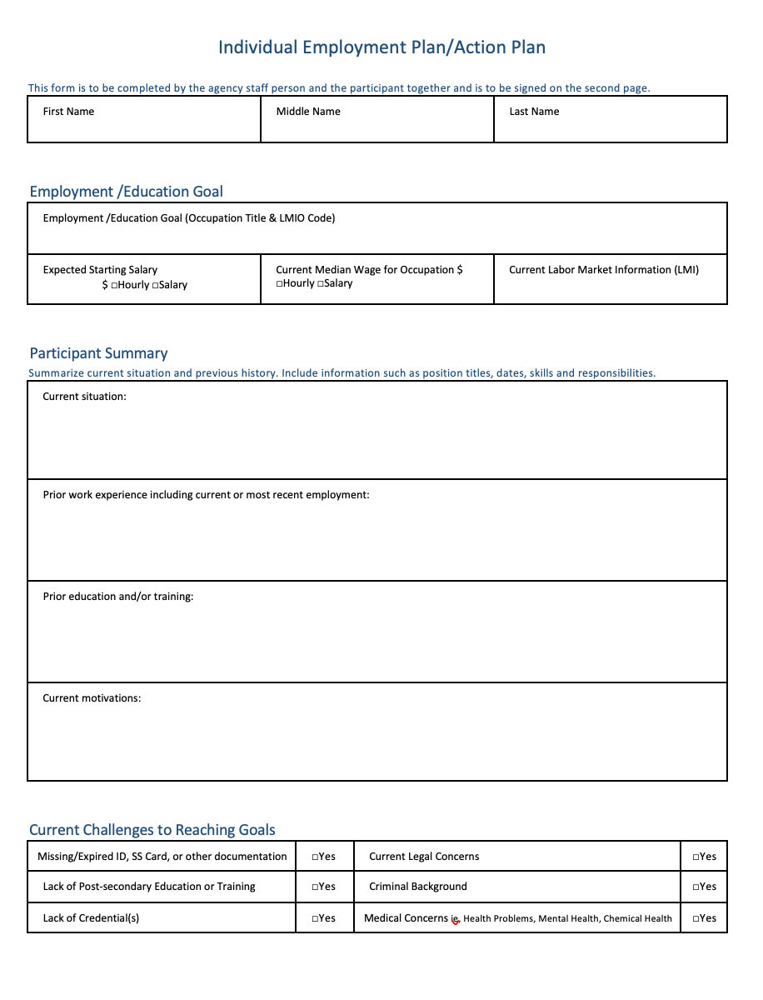 Individual Employment Plan/Action Plan
This form is to be completed by the agency staff person and the participant together and is to be signed on the second page.
First Name
Middle Name
Last Name
Employment /Education Goal
Employment /Education Goal (Occupation Title & LMIO Code)
Expected Starting Salary
$ □Hourly □Salary
Current Median Wage for Occupation $
□Hourly □Salary
Current Labor Market Information (LMI)
Participant Summary
Summarize current situation and previous history. Include information such as position titles, dates, skills and responsibilities.
Current situation:
Prior work experience including current or most recent employment:
Prior education and/or training:
Current motivations:
Current Challenges to Reaching Goals
Missing/Expired ID, SS Card, or other documentation □Yes Current Legal Concerns □Yes
Lack of Post-secondary Education or Training □Yes Criminal Background □Yes
Lack of Credential(s) □Yes Medical Concerns ie, Health Problems, Mental Health, Chemical Health □Yes